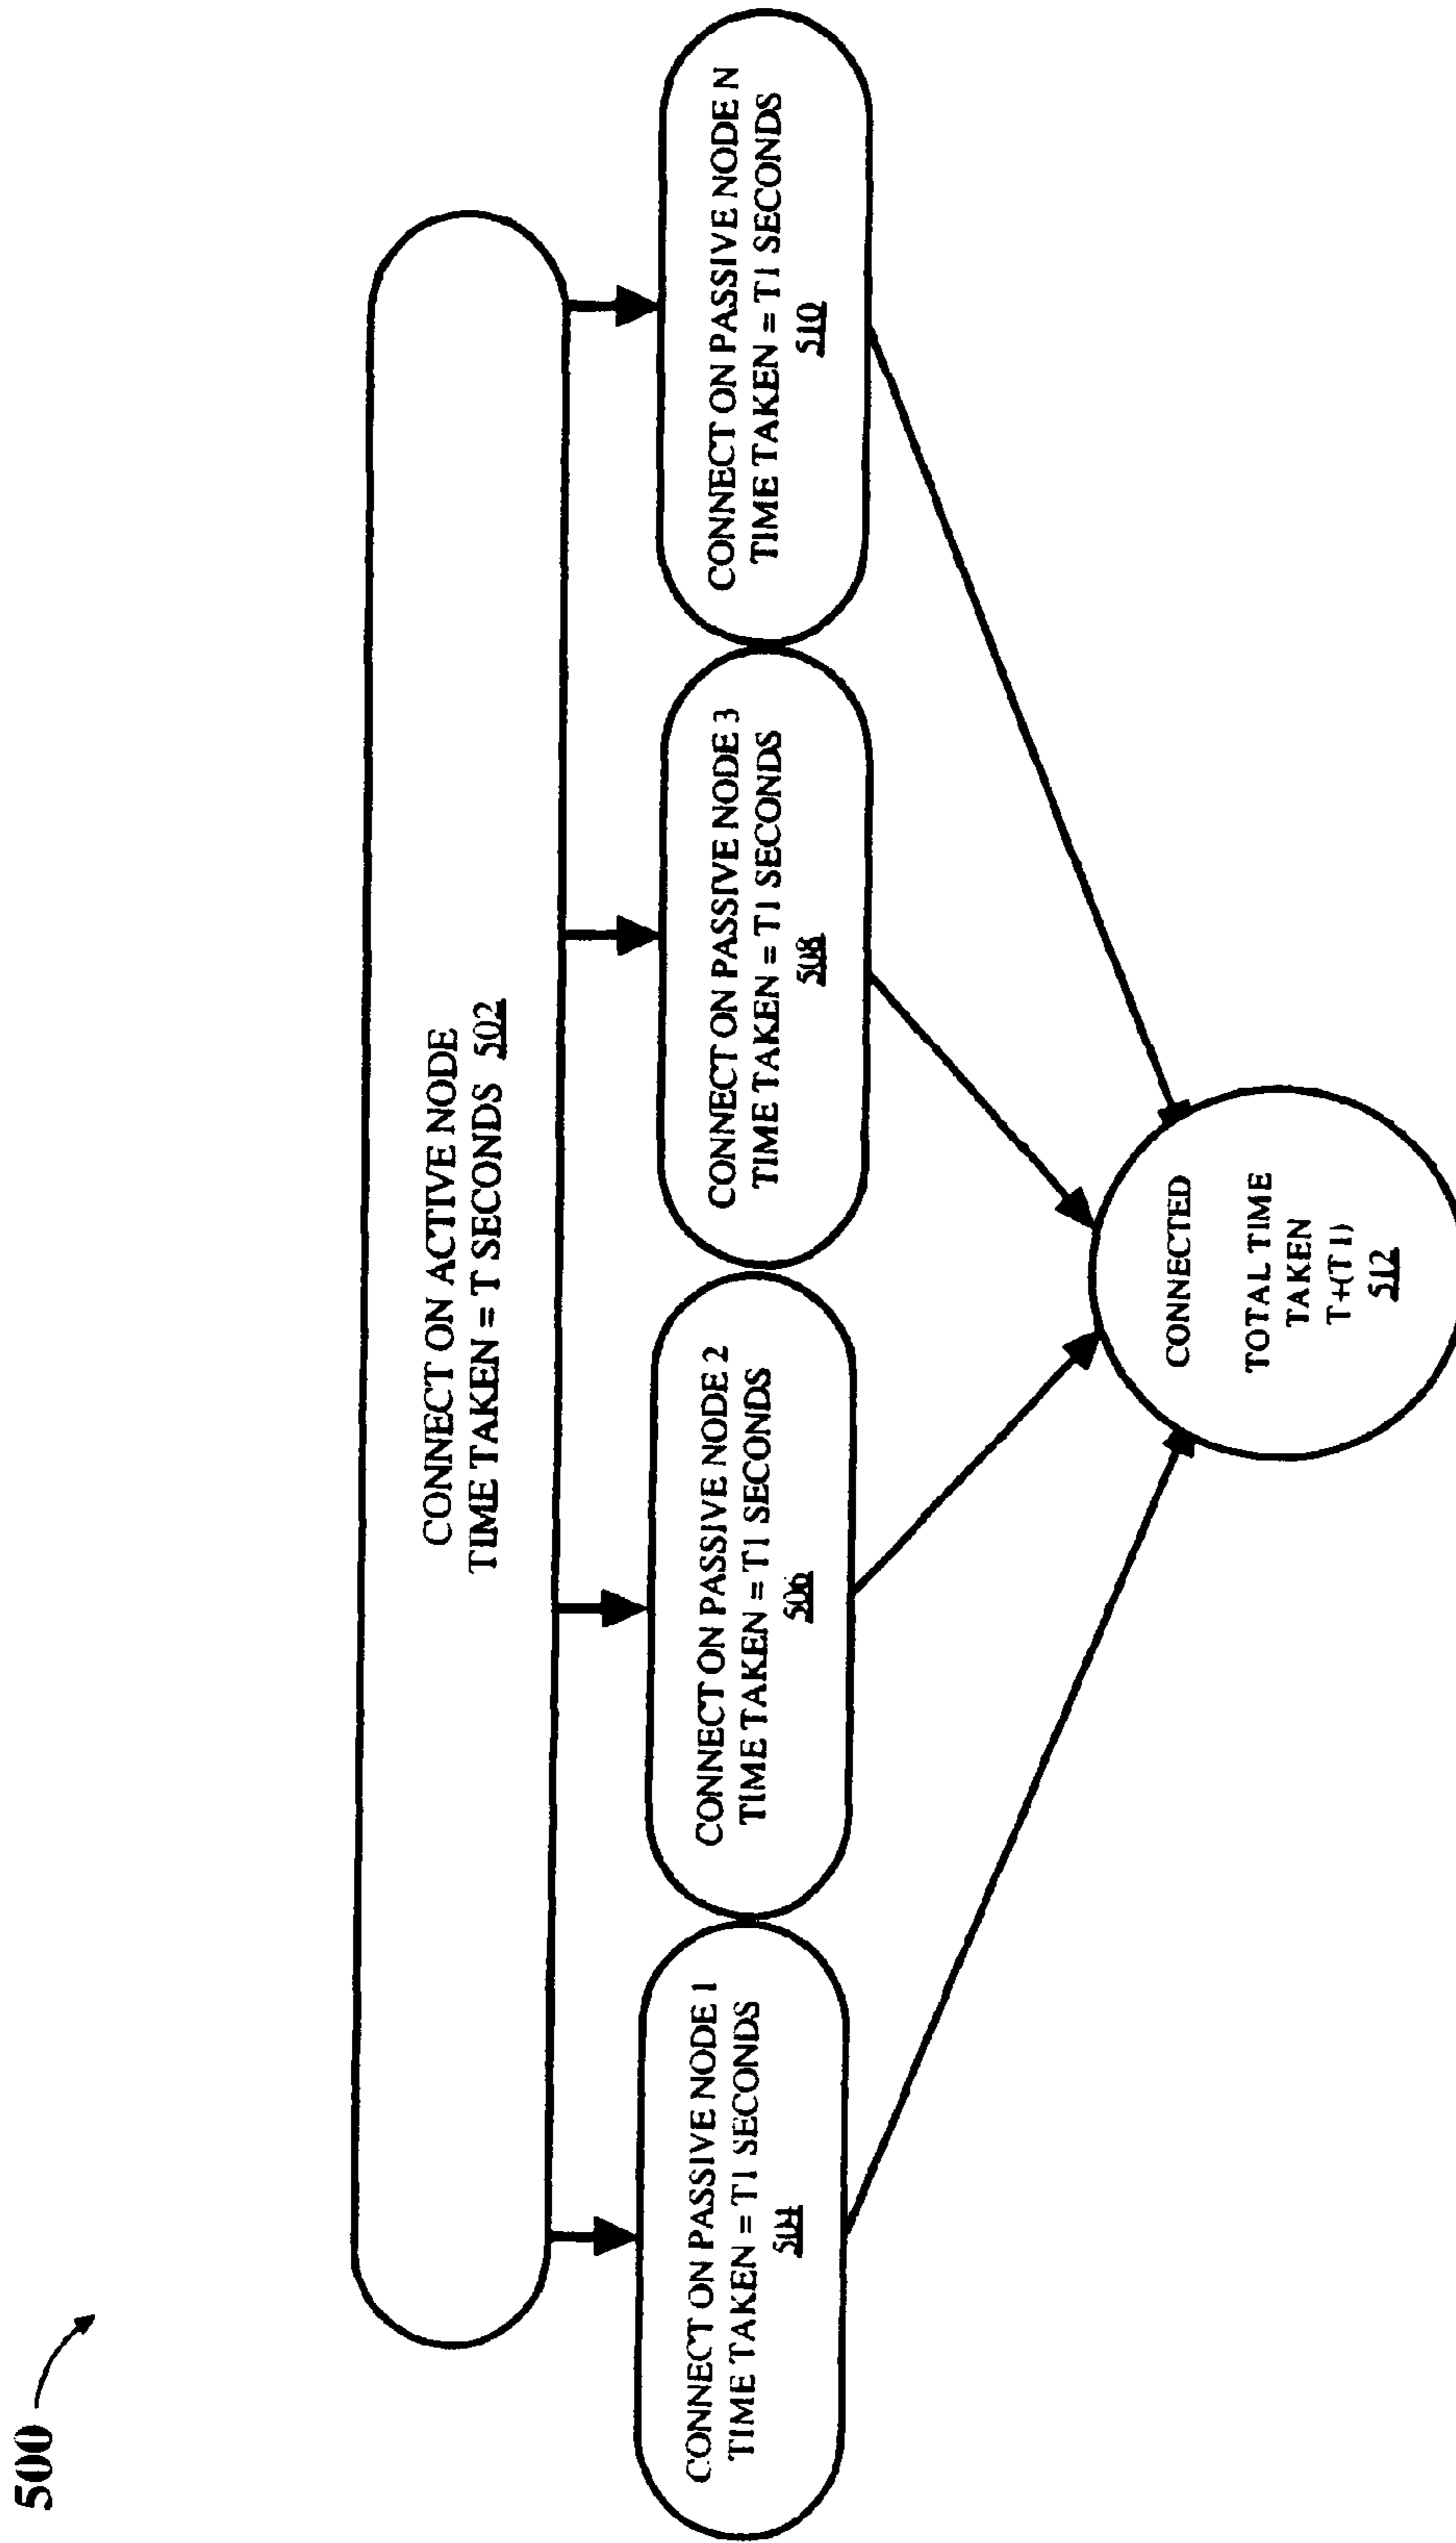 500
CONNECT ON ACTIVE NODE
TIME TAKEN = T SECONDS 502
CONNECT ON PASSIVE NODE 1
TIME TAKEN = T1 SECONDS
504
CONNECT ON PASSIVE NODE 2
TIME TAKEN = T1 SECONDS
506
CONNECT ON PASSIVE NODE 3
TIME TAKEN = T1 SECONDS
508
CONNECT ON PASSIVE NODE N
TIME TAKEN = T1 SECONDS
510
CONNECTED
TOTAL TIME
TAKEN
T+(T1)
512